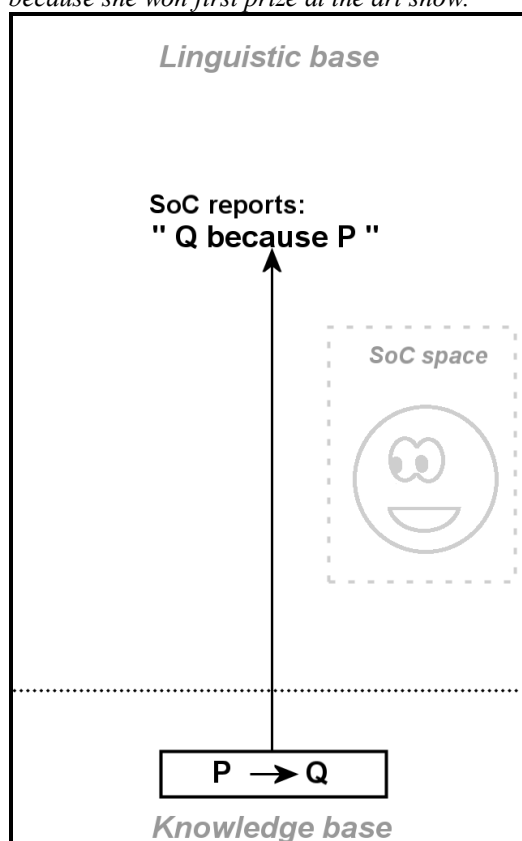 because she won first prize at the art show.
Linguistic base
SoC reports:
" Q because P "
SoC space
P → Q
Knowledge base